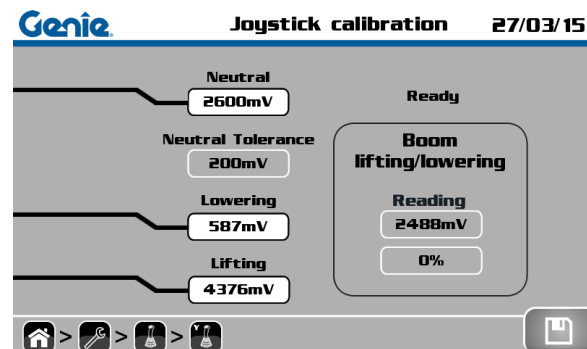 Genie. Joystick calibration 27/03/15
Neutral
2600mV
Neutral Tolerance
200mV
Lowering
587mV
Lifting
4376mV
Ready
Boom
lifting/lowering
Reading
2488mV
0%
> > > Y